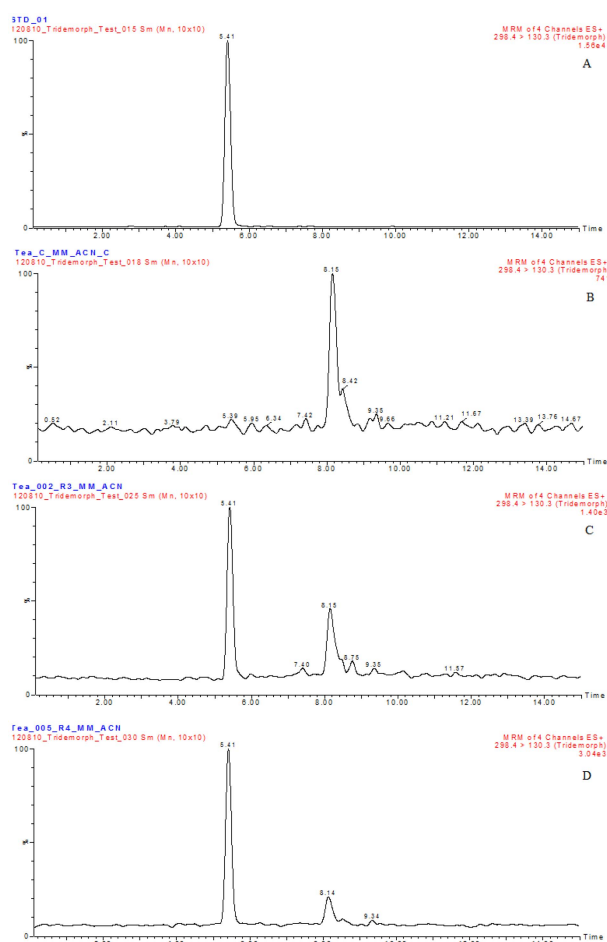 STD_01
120810_Tridemorph_Test_015 Sm (Mn, 10x10)
MRM of 4 Channels ES+
298.4 > 130.3 (Tridemorph)
1.56e4
A
5.41
100
%
0
2.00 4.00 6.00 8.00 10.00 12.00 14.00 Time
Tea_C_MM_ACN_C
120810_Tridemorph_Test_018 Sm (Mn, 10x10)
MRM of 4 Channels ES+
298.4 > 130.3 (Tridemorph
74
B
8.15
100
%
8.42
0.52 2.11 3.79 5.39 5.95 6.34 7.42 9.35 9.66 11.21 11.67 13.39 13.76 14.67
0
2.00 4.00 6.00 8.00 10.00 12.00 14.00 Time
Tea_002_R3_MM_ACN
120810_Tridemorph_Test_025 Sm (Mn, 10x10)
MRM of 4 Channels ES+
298.4 > 130.3 (Tridemorph)
1.40e3
C
5.41
100
%
8.15
7.40 8.75 9.35 11.57
0
2.00 4.00 6.00 8.00 10.00 12.00 14.00 Time
Tea_005_R4_MM_ACN
120810_Tridemorph_Test_030 Sm (Mn, 10x10)
MRM of 4 Channels ES+
298.4 > 130.3 (Tridemorph)
3.04e3
D
5.41
100
%
8.14
9.34
0
Time